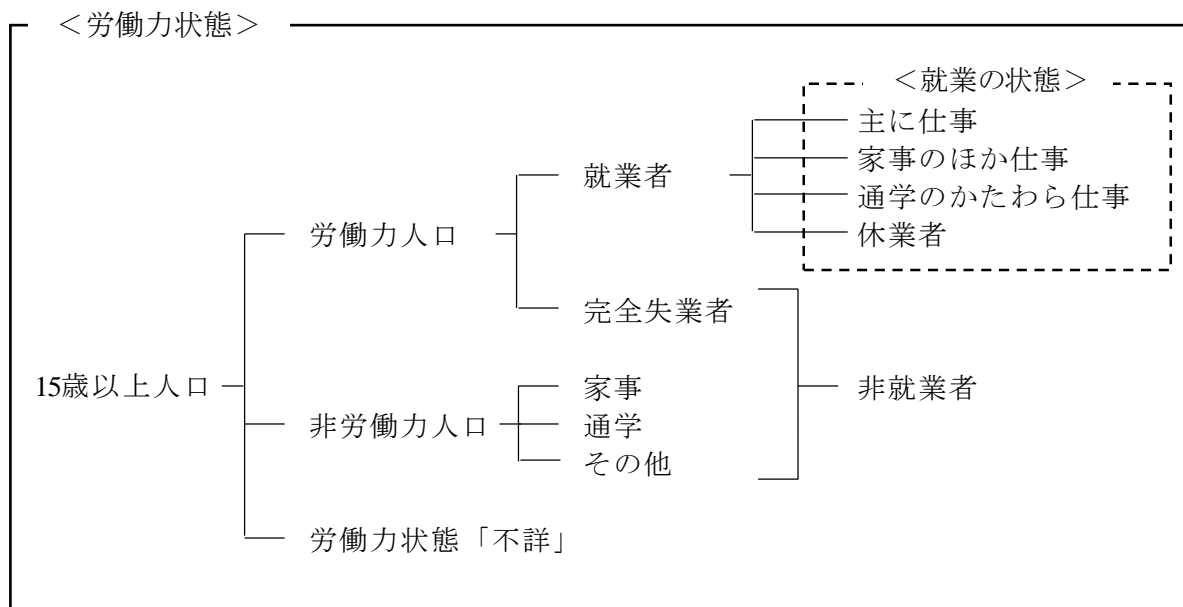 ＜労働力状態＞
＜就業の状態＞
主に仕事
家事のほか仕事
就業者
通学のかたわら仕事
労働力人口
休業者
完全失業者
15歳以上人口
家事
非就業者
非労働力人口
通学
その他
労働力状態「不詳」